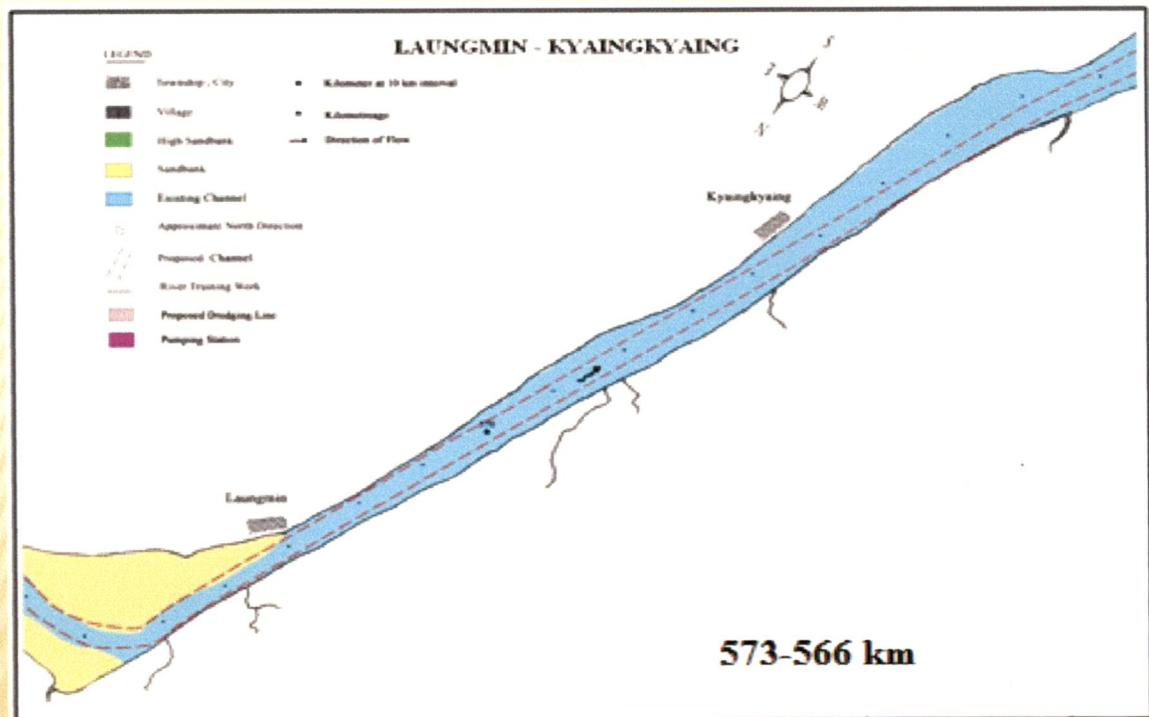 LAUNGMIN - KYAINGKYAING
LEGEND
Township, City
Village
High Sandbank
Sandbank
Existing Channel
Approximate North Direction
Proposed Channel
River Training Work
Proposed Dredging Line
Pumping Station
Kilometer at 10 km interval
Kilometreage
Direction of Flow
S
N
Kyaingkyaing
Laungmin
573-566 km